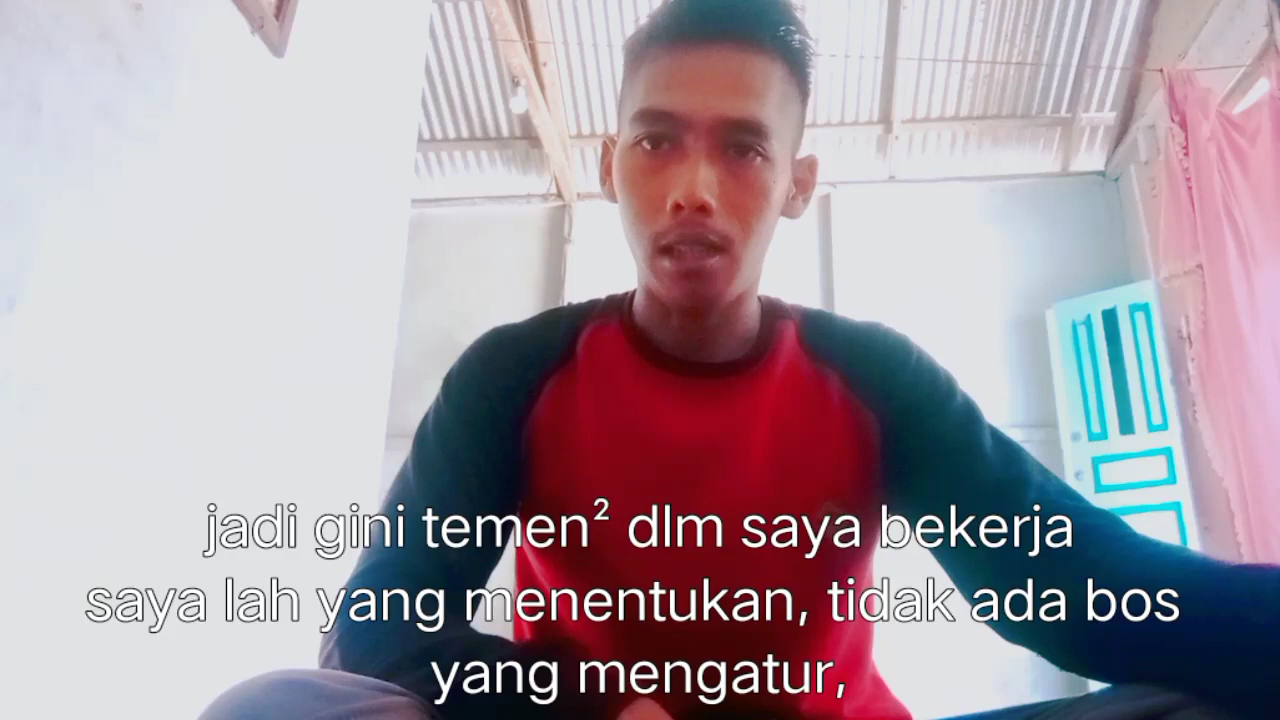 jadi gini temen² dlm saya bekerja
saya lah yang menentukan, tidak ada bos
yang mengatur,